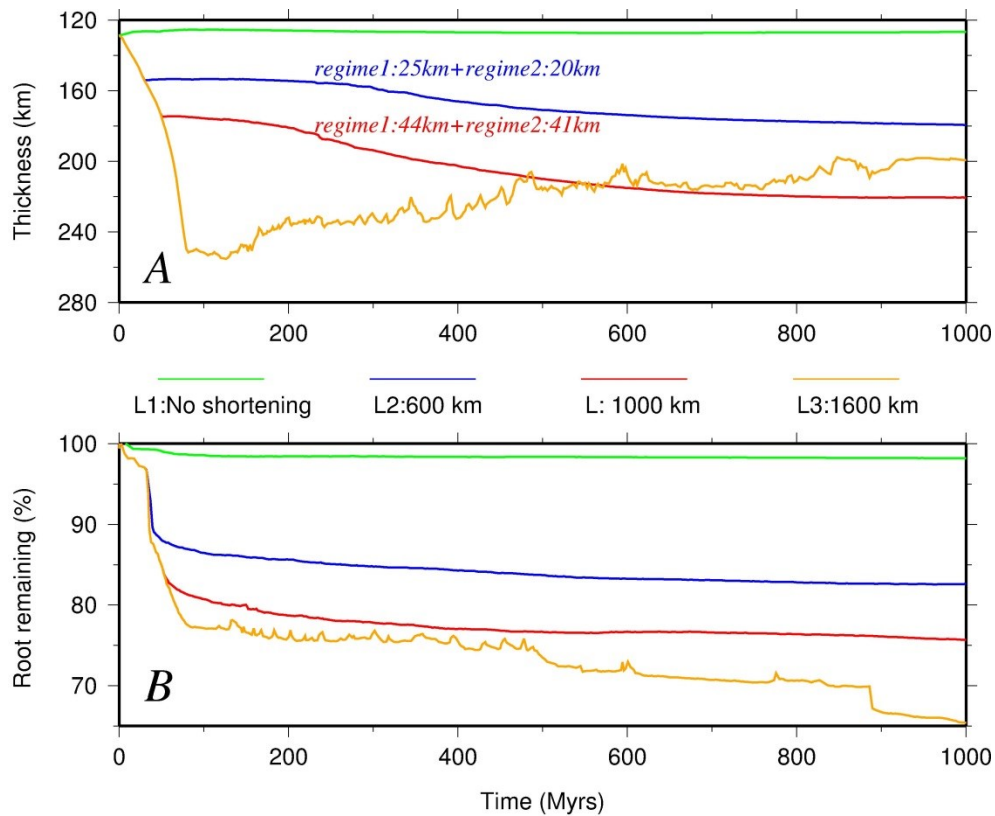 120
160
200
240
280
Thickness (km)
regime1:25km+regime2:20km
regime1:44km+regime2:41km
A
0 200 400 600 800 1000
L1:No shortening L2:600 km L: 1000 km L3:1600 km
100
90
80
70
Root remaining (%)
B
0 200 400 600 800 1000
Time (Myrs)